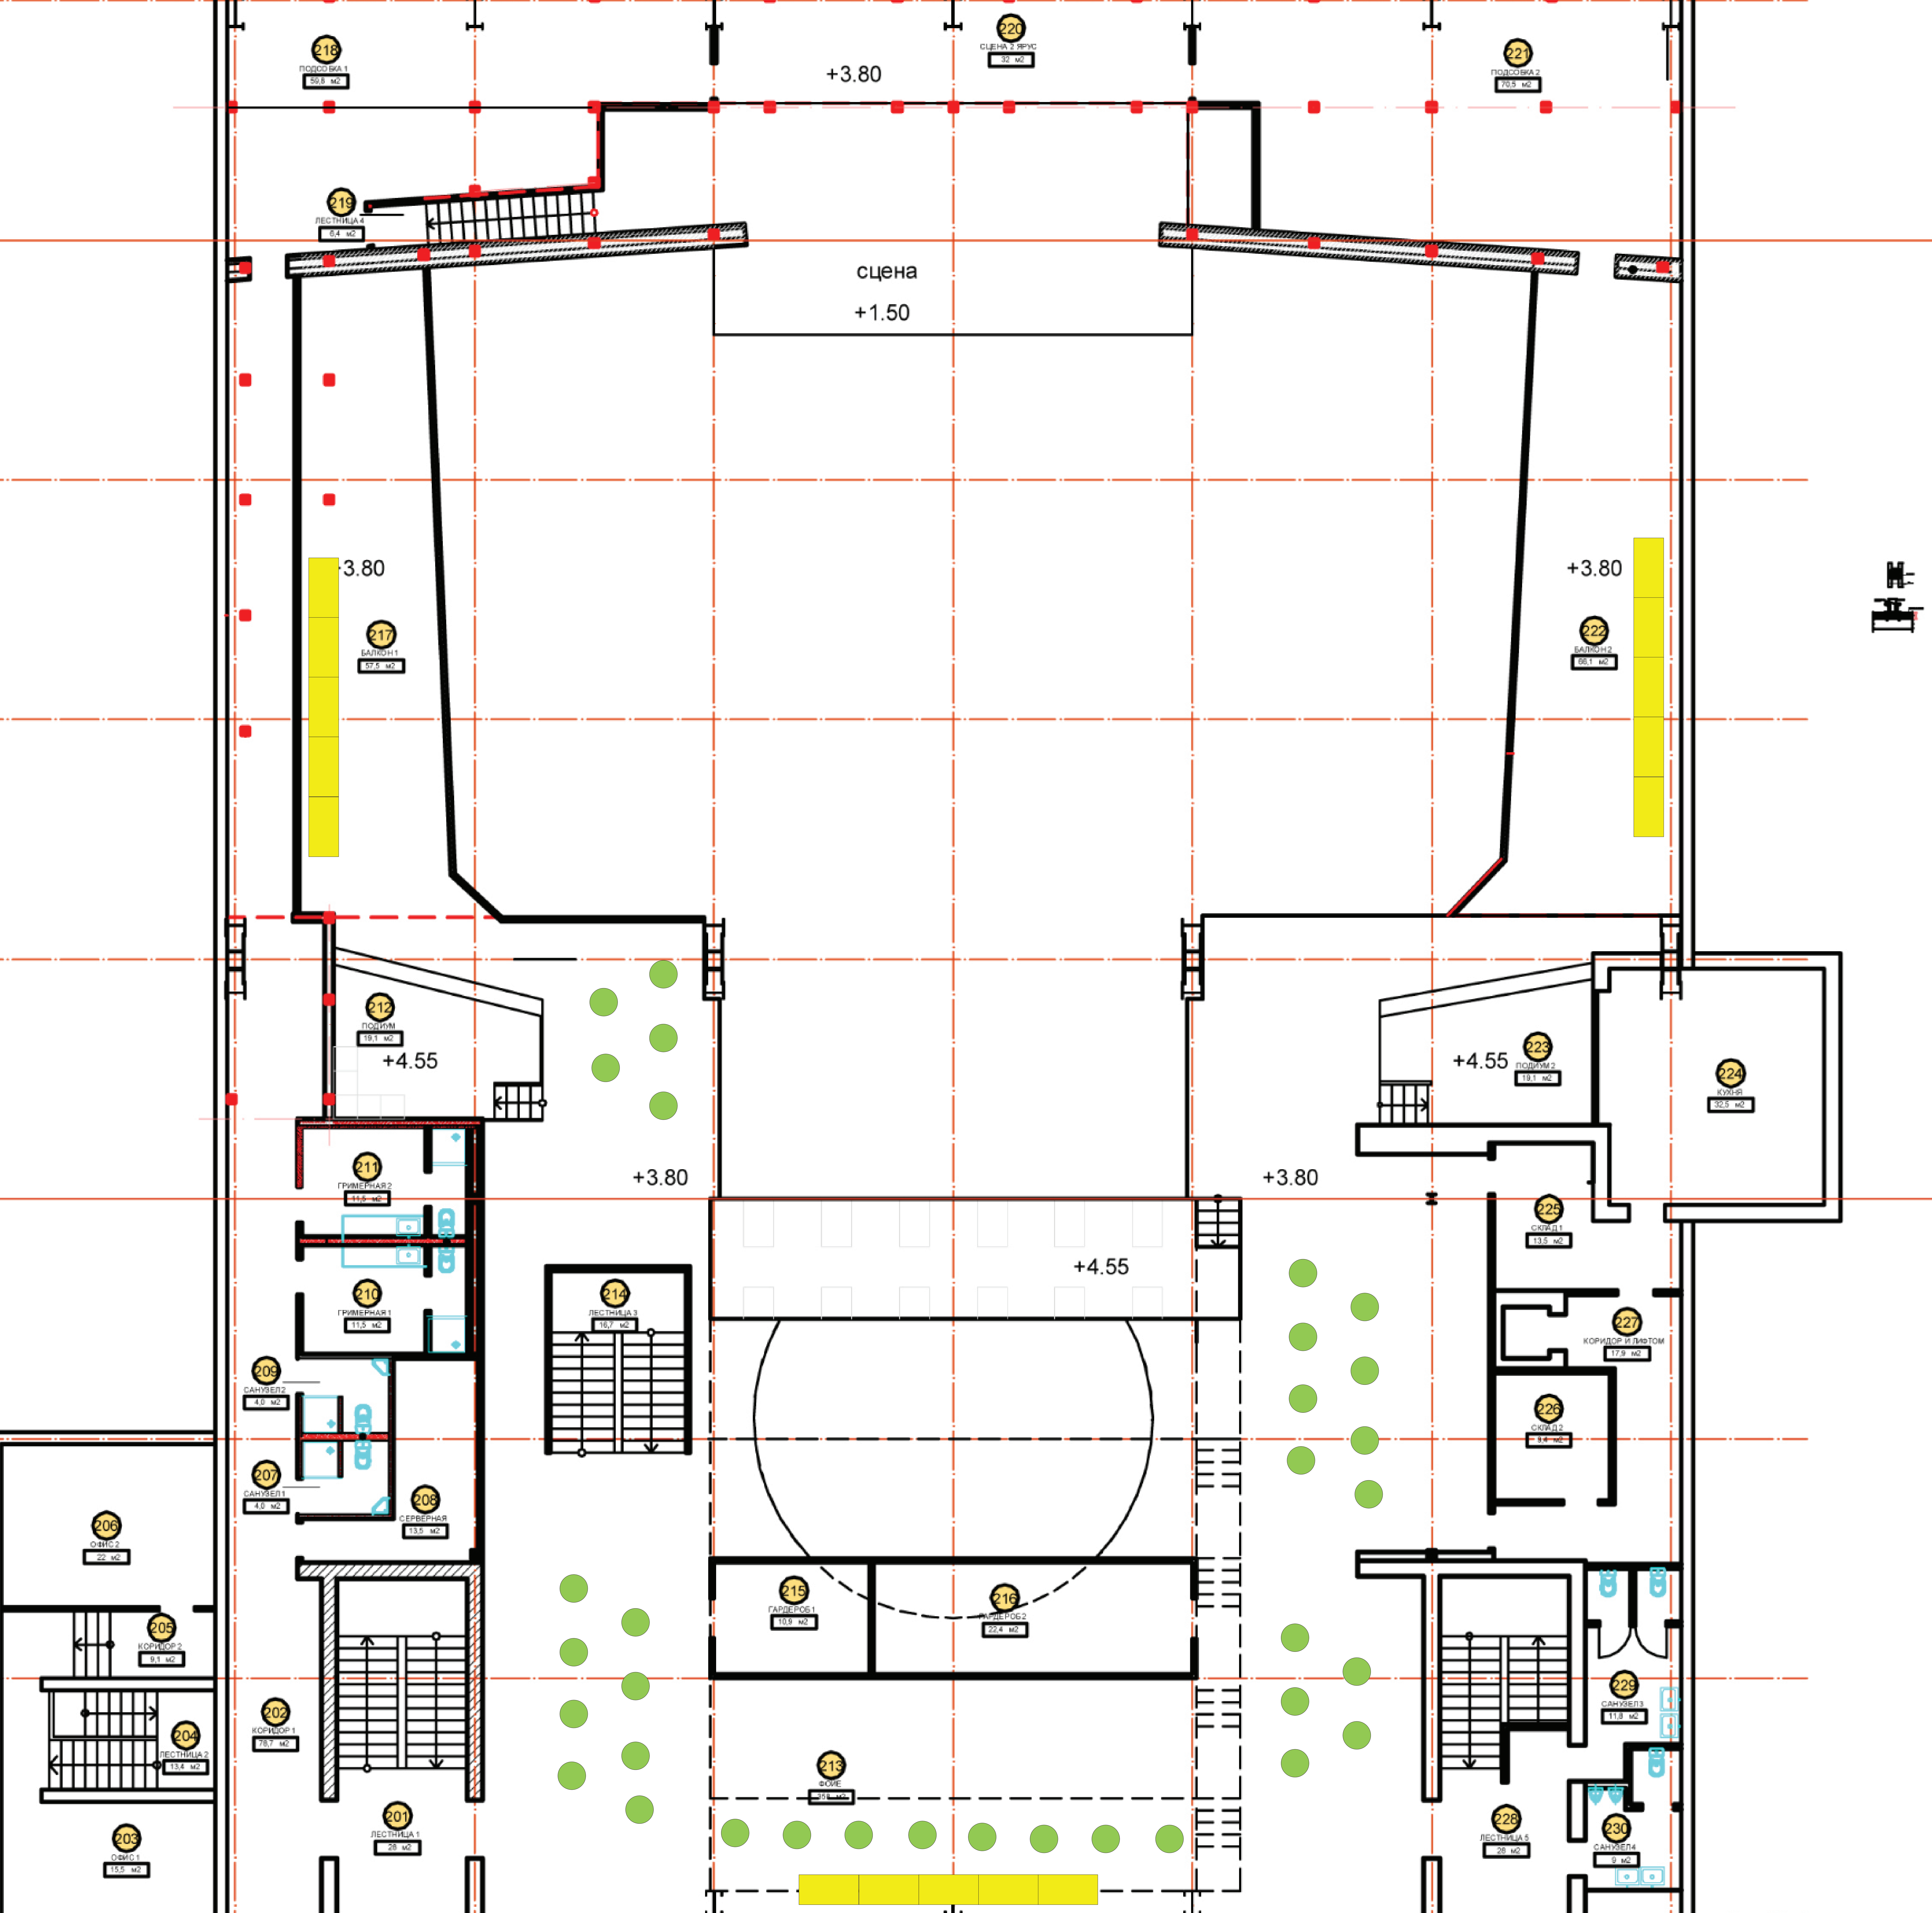 218
ПОДСОБКА 1
59,8 м2
220
СЦЕНА 2 ЯРУС
32 м2
221
ПОДСОБКА 2
70,5 м2
+3.80
219
ЛЕСТНИЦА 4
6,4 м2
сцена
+1.50
3.80
+3.80
217
БАЛКОН 1
57,5 м2
222
БАЛКОН 2
66,1 м2
212
ПОДИУМ
19,1 м2
+4.55
+4.55
223
ПОДИУМ 2
19,1 м2
224
КУХНЯ
32,5 м2
211
ГРИМЕРНАЯ 2
11,5 м2
+3.80
+3.80
225
СКЛАД 1
13,5 м2
+4.55
210
ГРИМЕРНАЯ 1
11,5 м2
214
ЛЕСТНИЦА 3
16,7 м2
227
КОРИДОР И ЛИФТОМ
17,9 м2
209
САНУЗЕЛ 2
4,0 м2
226
СКЛАД 2
9,4 м2
207
САНУЗЕЛ 1
4,0 м2
208
СЕРВЕРНАЯ
13,5 м2
206
ОФИС 2
22 м2
215
ГАРДЕРОБ 1
10,9 м2
216
ГАРДЕРОБ 2
22,4 м2
205
КОРИДОР 2
9,1 м2
202
КОРИДОР 1
78,7 м2
204
ЛЕСТНИЦА 2
13,4 м2
229
САНУЗЕЛ 3
11,8 м2
213
ФОЙЕ
201
ЛЕСТНИЦА 1
28 м2
228
ЛЕСТНИЦА 5
28 м2
230
САНУЗЕЛ 4
9 м2
203
ОФИС 1
15,5 м2